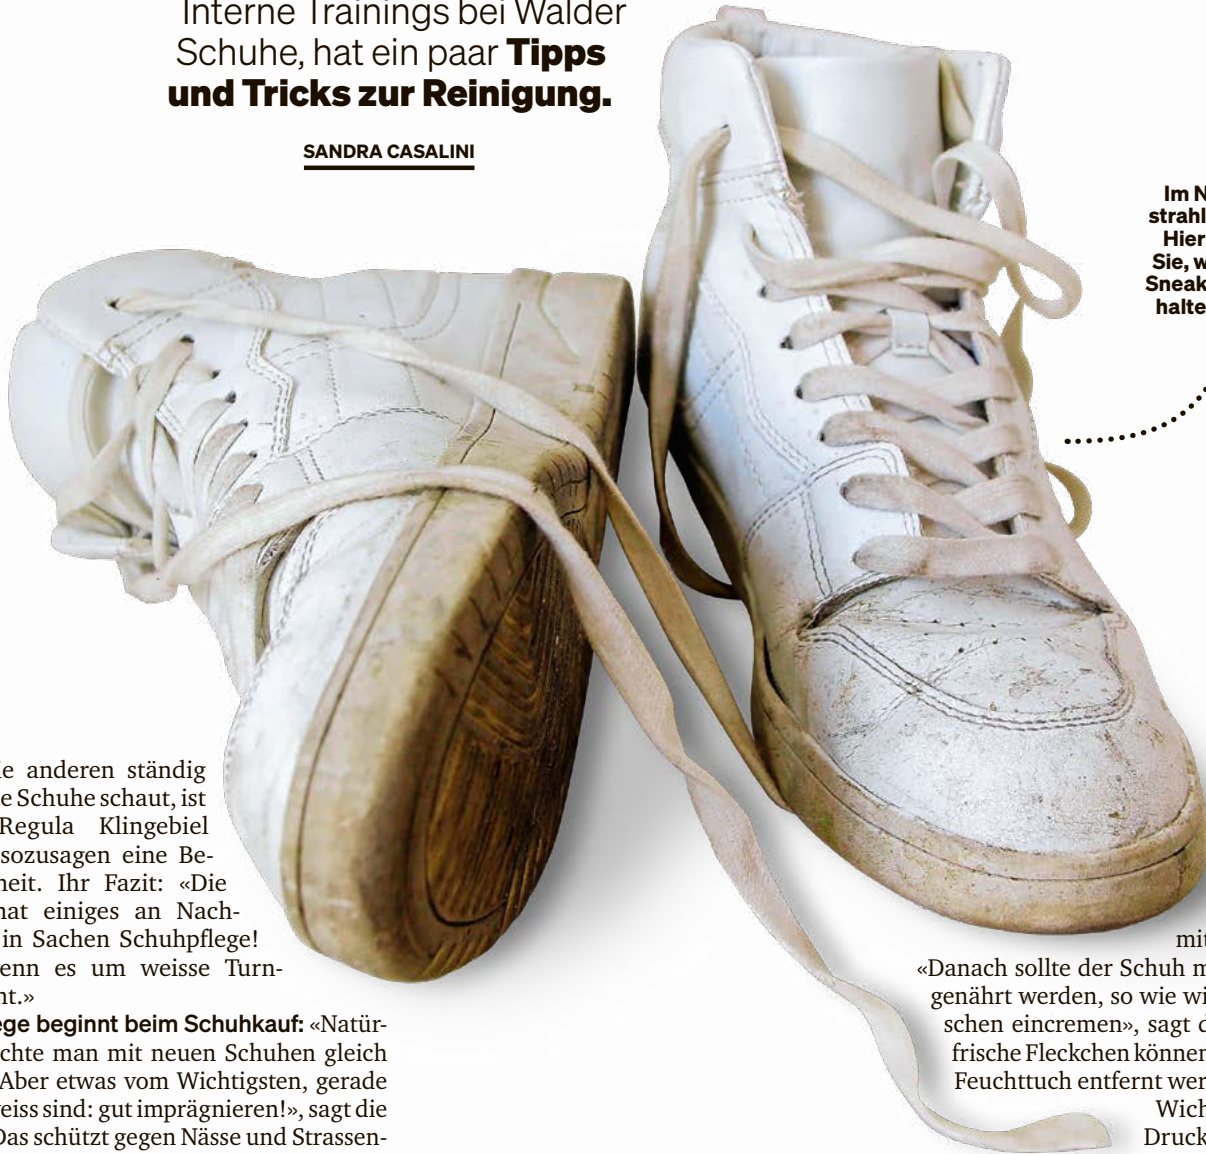 Interne Trainings bei Walder
Schuhe, hat ein paar Tipps
und Tricks zur Reinigung.
SANDRA CASALINI
Im N
strahl
Hier
Sie, w
Sneak
halte
e anderen ständig
e Schuhe schaut, ist
Regula Klingebiel
sozusagen eine Be-
heit. Ihr Fazit: «Die
hat einiges an Nach-
in Sachen Schuhpflege!
enn es um weisse Turn-
ht.»
ege beginnt beim Schuhkauf: «Natür-
chte man mit neuen Schuhen gleich
Aber etwas vom Wichtigsten, gerade
eiss sind: gut imprägnieren!», sagt die
Das schützt gegen Nässe und Strassen-
mit
«Danach sollte der Schuh m
genährt werden, so wie wi
schen eincremen», sagt d
frische Fleckchen können
Feuchttuch entfernt wer
Wich
Druck